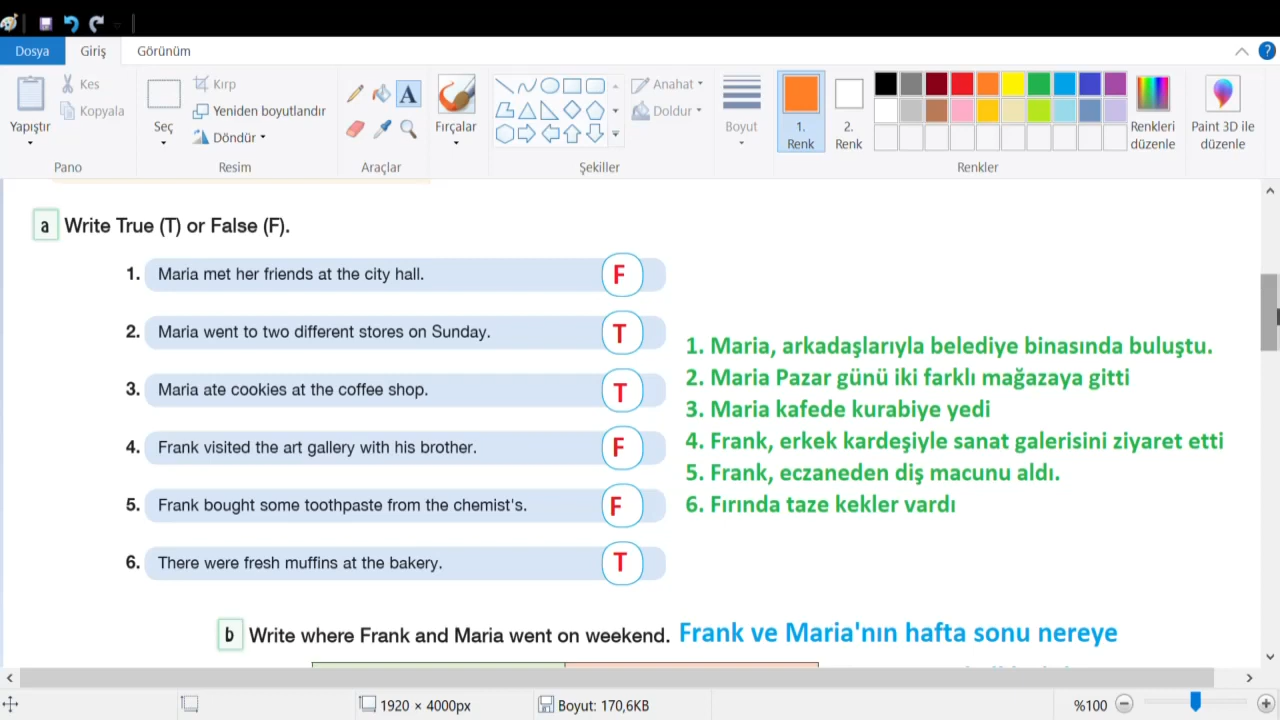 Dosya Giriş Görünüm
Yapıştır
Kes
Kopyala
Pano
Seç
Kırp
Yeniden boyutlandır
Döndür
Resim
A
Araçlar
Fırçalar
Anahat
Doldur
Şekiller
Boyut
1. Renk
2. Renk
Renkleri düzenle
Renkler
Paint 3D ile düzenle
a Write True (T) or False (F).
1. Maria met her friends at the city hall. F
2. Maria went to two different stores on Sunday. T
3. Maria ate cookies at the coffee shop. T
4. Frank visited the art gallery with his brother. F
5. Frank bought some toothpaste from the chemist's. F
6. There were fresh muffins at the bakery. T
1. Maria, arkadaşlarıyla belediye binasında buluştu.
2. Maria Pazar günü iki farklı mağazaya gitti
3. Maria kafede kurabiye yedi
4. Frank, erkek kardeşiyle sanat galerisini ziyaret etti
5. Frank, eczaneden diş macunu aldı.
6. Fırında taze kekler vardı
b Write where Frank and Maria went on weekend. Frank ve Maria'nın hafta sonu nereye
1920 × 4000px Boyut: 170,6KB %100